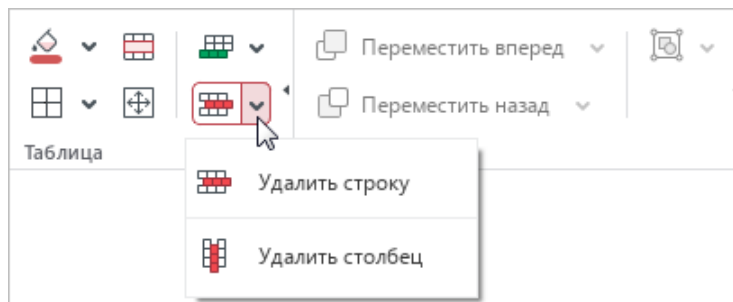 Переместить вперед
Переместить назад
Таблица
Удалить строку
Удалить столбец